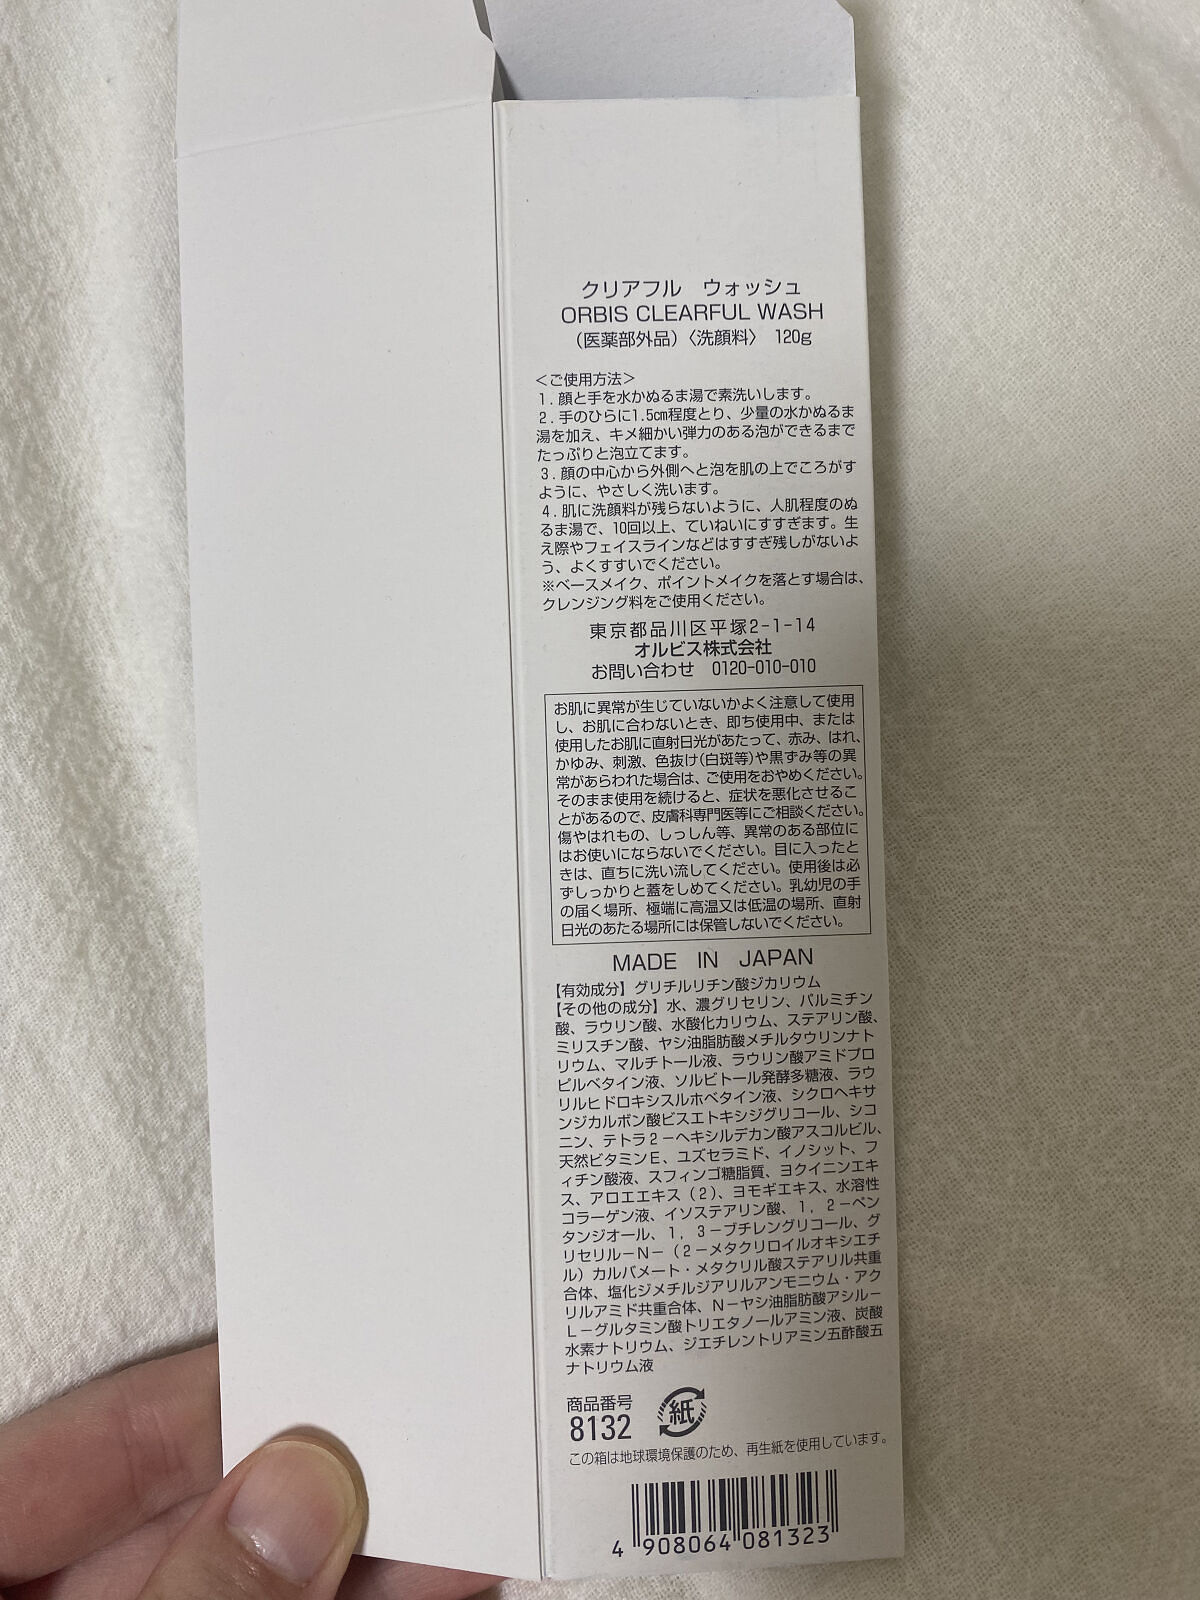 クリアフル　ウォッシュ
ORBIS CLEARFUL WASH
（医薬部外品）〈洗顔料〉 120g
＜ご使用方法＞
1．顔と手を水かぬるま湯で素洗いします。
2．手のひらに1.5cm程度とり、少量の水かぬるま
湯を加え、キメ細かい弾力のある泡ができるまで
たっぷりと泡立てます。
3．顔の中心から外側へと泡を肌の上でころがす
ように、やさしく洗います。
4．肌に洗顔料が残らないように、人肌程度のぬ
るま湯で、10回以上、ていねいにすすぎます。生
え際やフェイスラインなどはすすぎ残しがないよ
う、よくすすいでください。
※ベースメイク、ポイントメイクを落とす場合は、
クレンジング料をご使用ください。
東京都品川区平塚2-1-14
オルビス株式会社
お問い合わせ　0120-010-010
お肌に異常が生じていないかよく注意して使用
し、お肌に合わないとき、即ち使用中、または
使用したお肌に直射日光があたって、赤み、はれ、
かゆみ、刺激、色抜け（白斑等）や黒ずみ等の異
常があらわれた場合は、ご使用をおやめください。
そのまま使用を続けると、症状を悪化させるこ
とがあるので、皮膚科専門医等にご相談ください。
傷やはれもの、しっしん等、異常のある部位に
はお使いにならないでください。目に入ったと
きは、直ちに洗い流してください。使用後は必
ずしっかりと蓋をしめてください。乳幼児の手
の届く場所、極端に高温又は低温の場所、直射
日光のあたる場所には保管しないでください。
MADE IN JAPAN
【有効成分】グリチルリチン酸ジカリウム
【その他の成分】水、濃グリセリン、パルミチン
酸、ラウリン酸、水酸化カリウム、ステアリン酸、
ミリスチン酸、ヤシ油脂肪酸メチルタウリンナト
リウム、マルチトール液、ラウリン酸アミドプロ
ピルベタイン液、ソルビトール発酵多糖液、ラウ
リルヒドロキシスルホベタイン液、シクロヘキサ
ンジカルボン酸ビスエトキシジグリコール、シコ
ニン、テトラ２－ヘキシルデカン酸アスコルビル、
天然ビタミンＥ、ユズセラミド、イノシット、フ
ィチン酸液、スフィンゴ糖脂質、ヨクイニンエキ
ス、アロエエキス（２）、ヨモギエキス、水溶性
コラーゲン液、イソステアリン酸、１，２－ペン
タンジオール、１，３－ブチレングリコール、グ
リセリル－Ｎ－（２－メタクリロイルオキシエチ
ル）カルバメート・メタクリル酸ステアリル共重
合体、塩化ジメチルジアリルアンモニウム・アク
リルアミド共重合体、Ｎ－ヤシ油脂肪酸アシル－
Ｌ－グルタミン酸トリエタノールアミン液、炭酸
水素ナトリウム、ジエチレントリアミン五酢酸五
ナトリウム液
商品番号
8132 紙
この箱は地球環境保護のため、再生紙を使用しています。
4 908064 081323